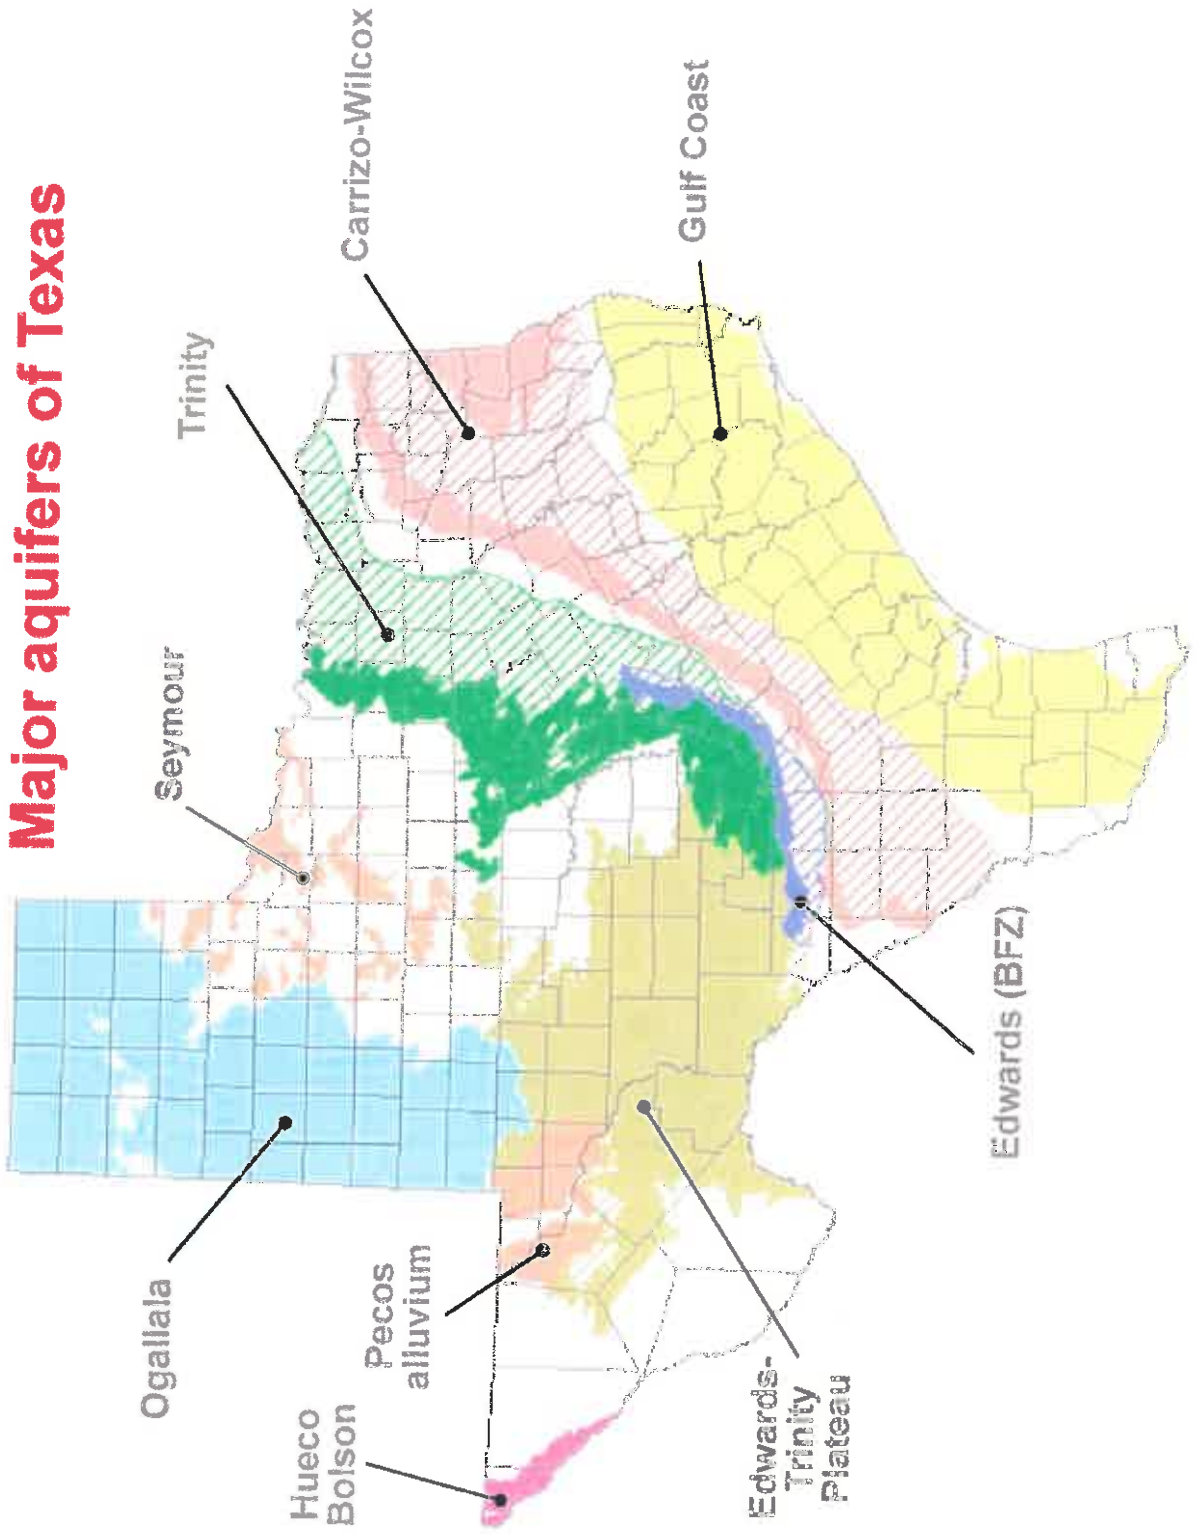 Major aquifers of Texas
Ogallala
Seymour
Trinity
Carrizo-Wilcox
Hueco
Bolson
Pecos
alluvium
Gulf Coast
Edwards-
Trinity
Plateau
Edwards (BFZ)